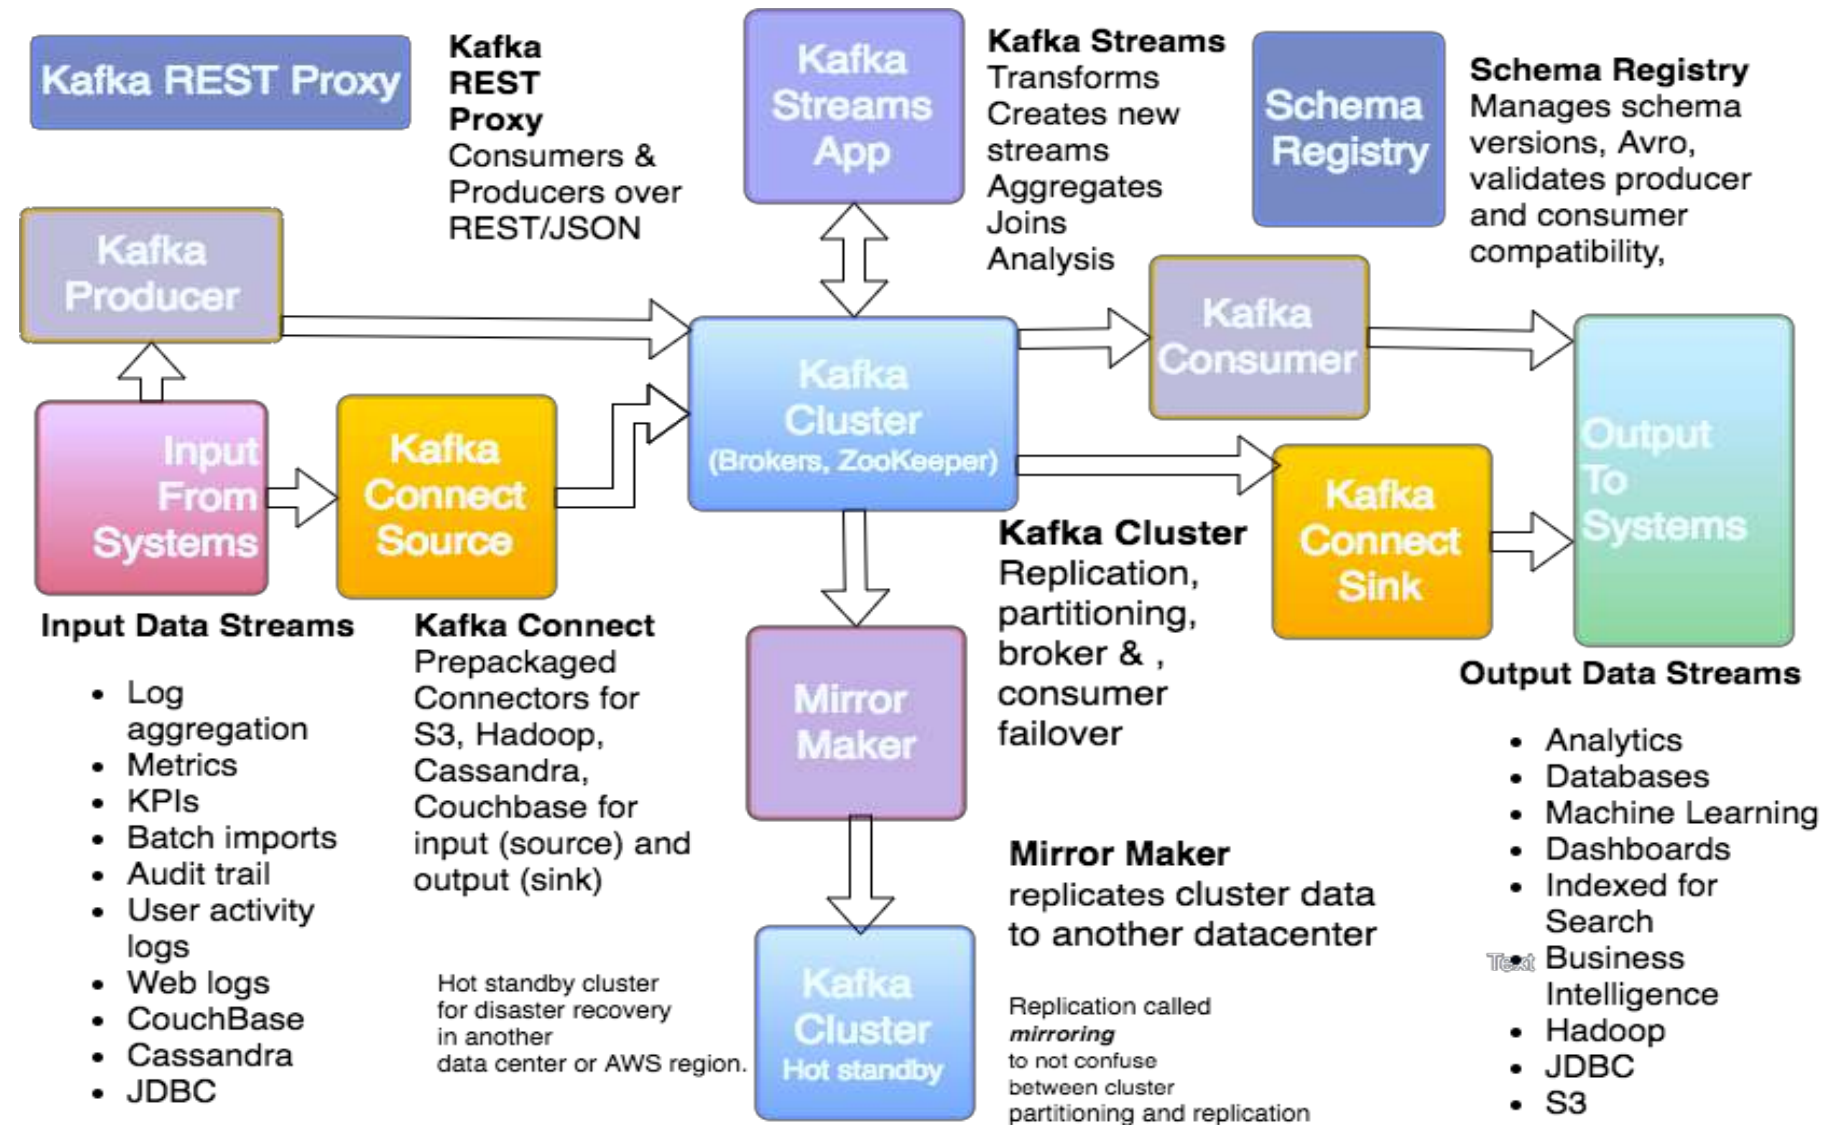 Kafka REST Proxy
Kafka
REST
Proxy
Consumers &
Producers over
REST/JSON
Kafka
Streams
App
Kafka Streams
Transforms
Creates new
streams
Aggregates
Joins
Analysis
Schema
Registry
Schema Registry
Manages schema
versions, Avro,
validates producer
and consumer
compatibility,
Kafka
Producer
Kafka
Cluster
(Brokers, ZooKeeper)
Kafka
Consumer
Input
From
Systems
Kafka
Connect
Source
Kafka
Connect
Sink
Output
To
Systems
Input Data Streams
• Log
aggregation
• Metrics
• KPIs
• Batch imports
• Audit trail
• User activity
logs
• Web logs
• CouchBase
• Cassandra
• JDBC
Kafka Connect
Prepackaged
Connectors for
S3, Hadoop,
Cassandra,
Couchbase for
input (source) and
output (sink)
Kafka Cluster
Replication,
partitioning,
broker & ,
consumer
failover
Mirror
Maker
Mirror Maker
replicates cluster data
to another datacenter
Hot standby cluster
for disaster recovery
in another
data center or AWS region.
Kafka
Cluster
Hot standby
Replication called
mirroring
to not confuse
between cluster
partitioning and replication
Output Data Streams
• Analytics
• Databases
• Machine Learning
• Dashboards
• Indexed for
Search
Text
• Business
Intelligence
• Hadoop
• JDBC
• S3